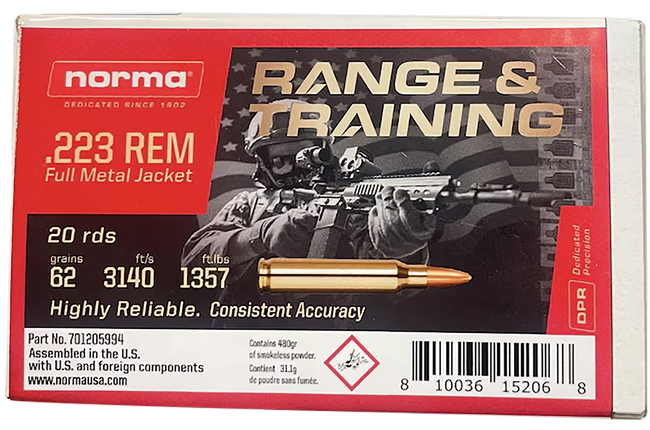 norma®
DEDICATED SINCE 1902
RANGE &
TRAINING
.223 REM
Full Metal Jacket
20 rds
grains ft/s ft.lbs
62 3140 1357
Highly Reliable. Consistent Accuracy
DPR
Dedicated
Precision
Part No. 701205994
Assembled in the U.S.
with U.S. and foreign components
www.normausa.com
Contains 480gr
of smokeless powder.
Contient 31.1g
de poudre sans fumée.
8 10036 15206 8